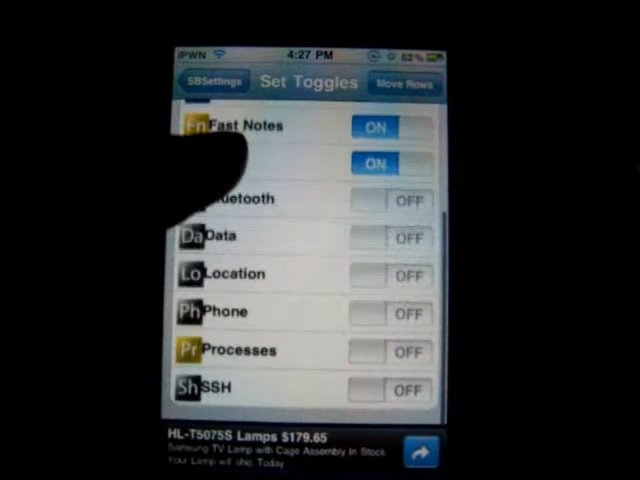 iPWN 4:27 PM 52%
SBSettings Set Toggles Move Rows
Fn Fast Notes ON
ON
uetooth OFF
Da Data OFF
Lo Location OFF
Ph Phone OFF
Pr Processes OFF
Sh SSH OFF
HL-T5075S Lamps $179.65
Samsung TV Lamp with Cage Assembly In Stock
Your Lamp will ship Today